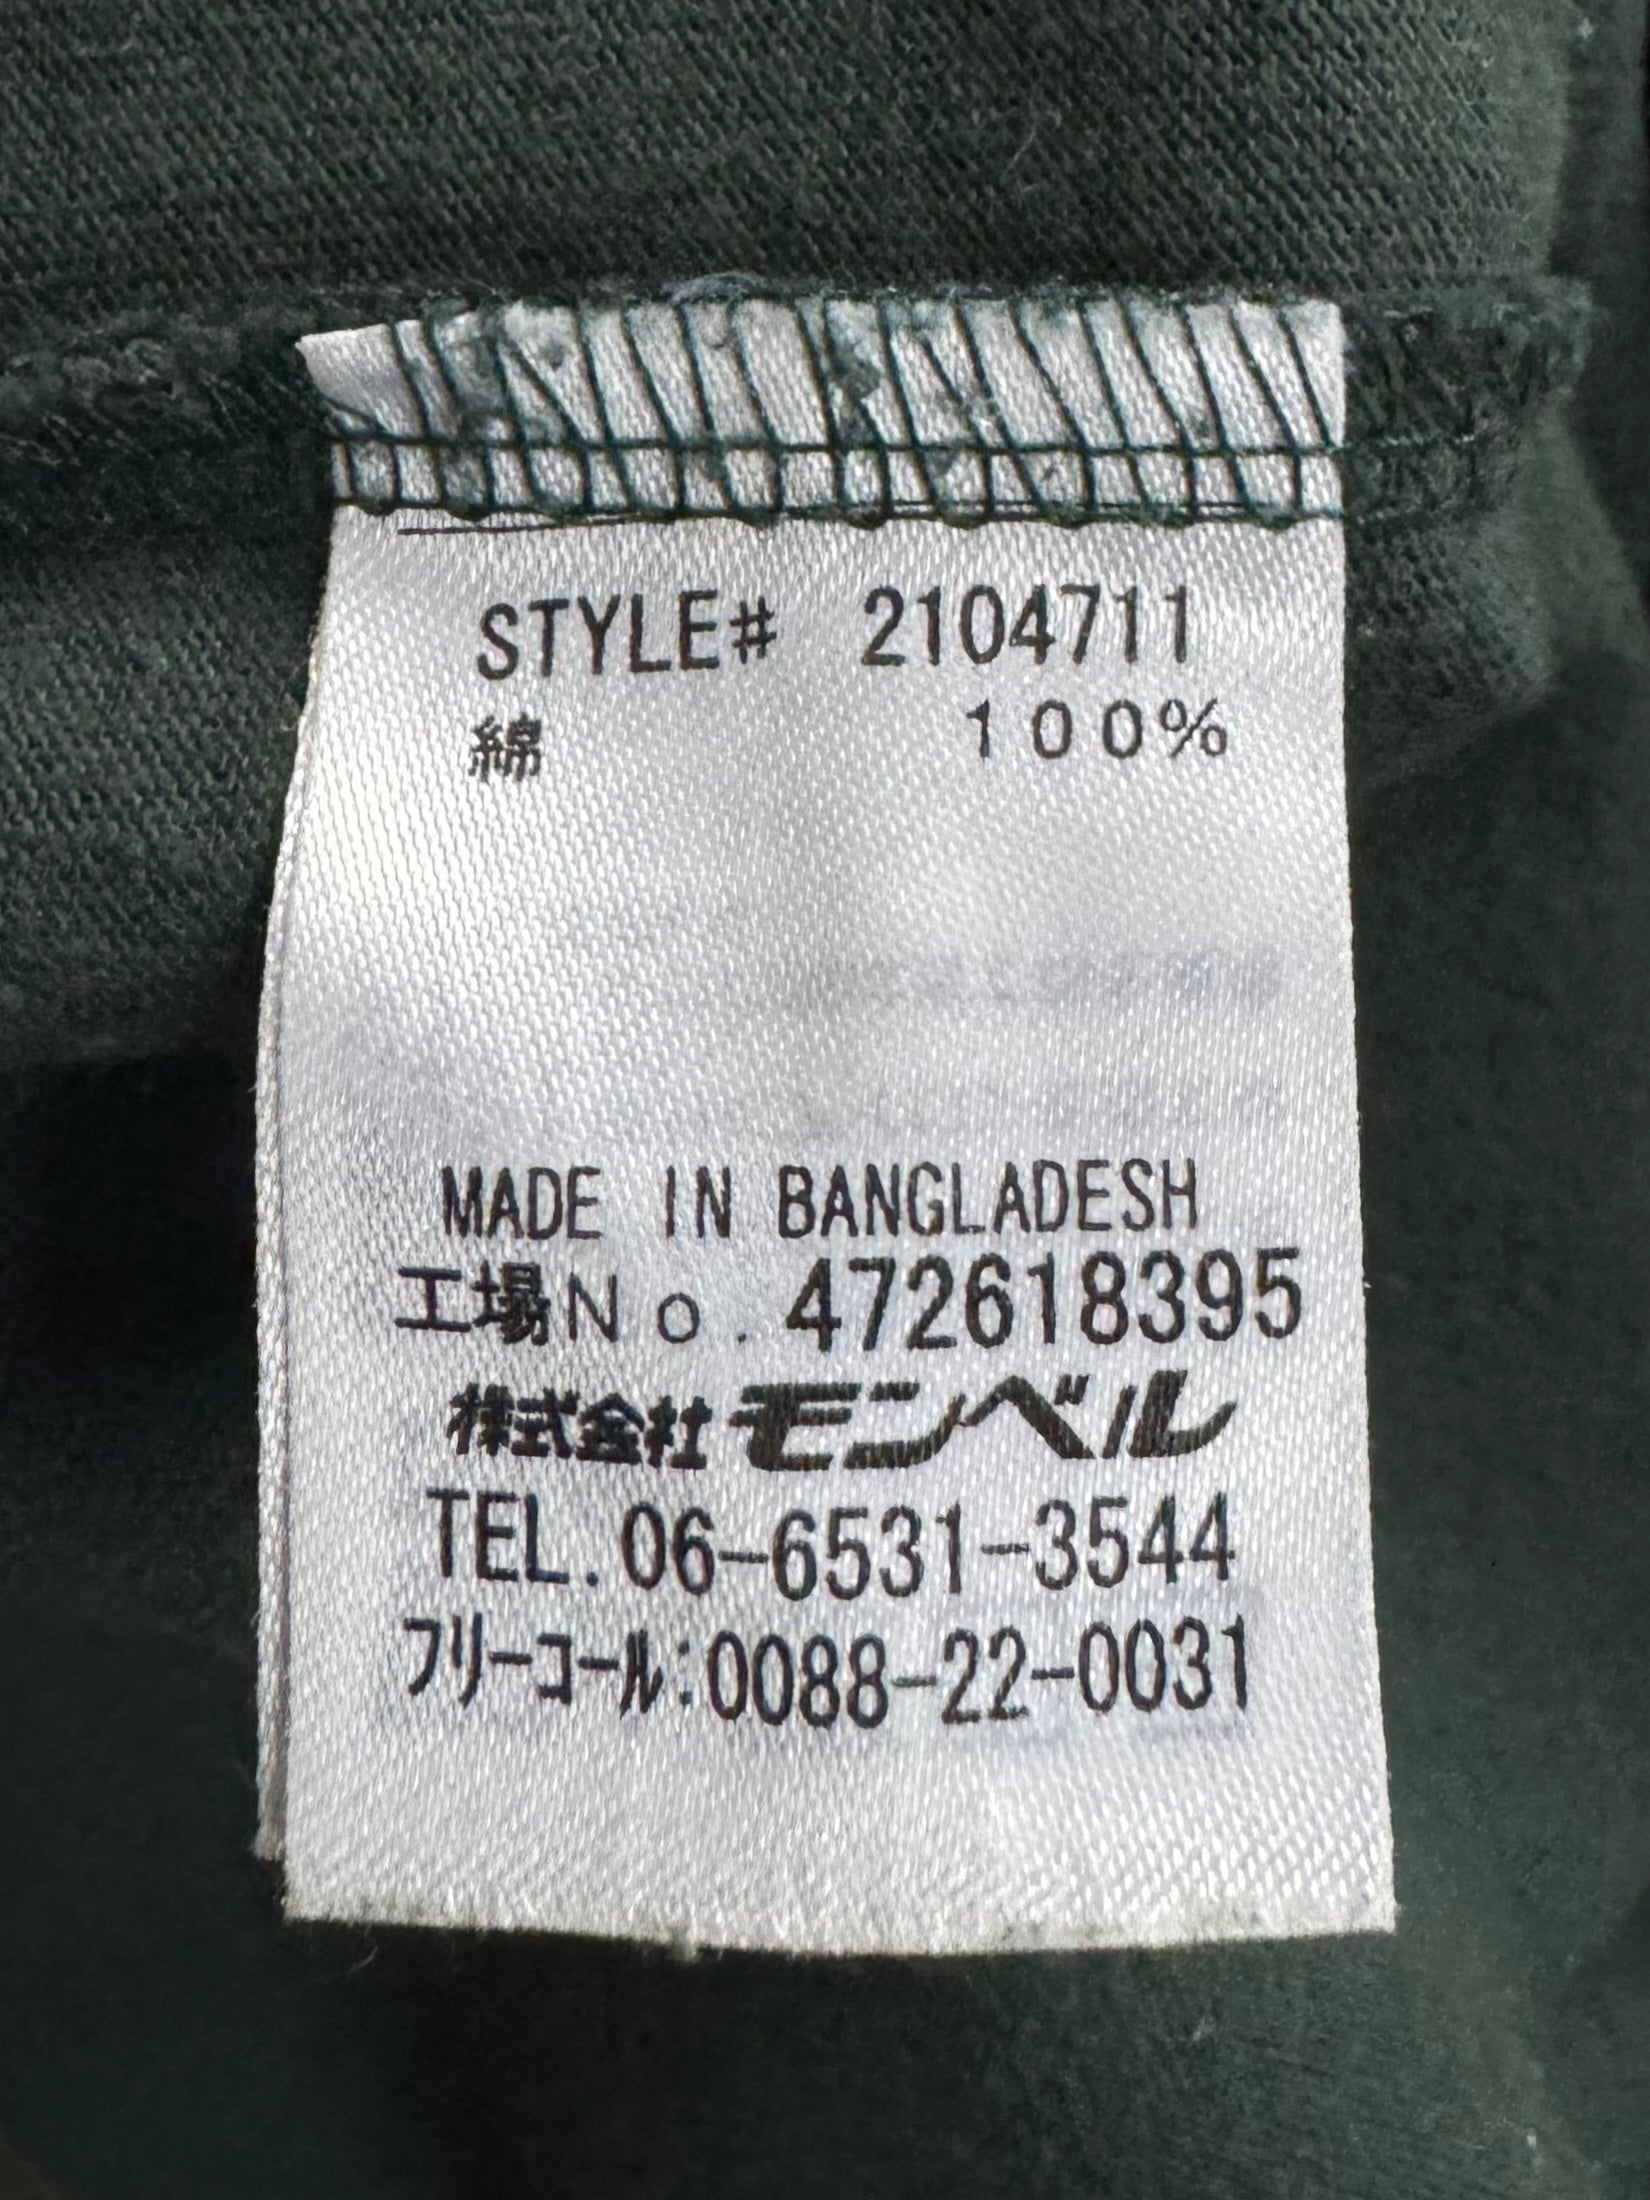 STYLE# 2104711
綿 100%
MADE IN BANGLADESH
工場No. 472618395
株式会社モンベル
TEL. 06-6531-3544
フリーコール:0088-22-0031